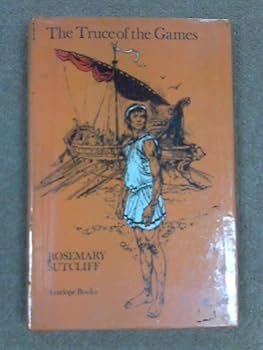 The Truce of the Games
ROSEMARY
SUTCLIFF
Antelope Books